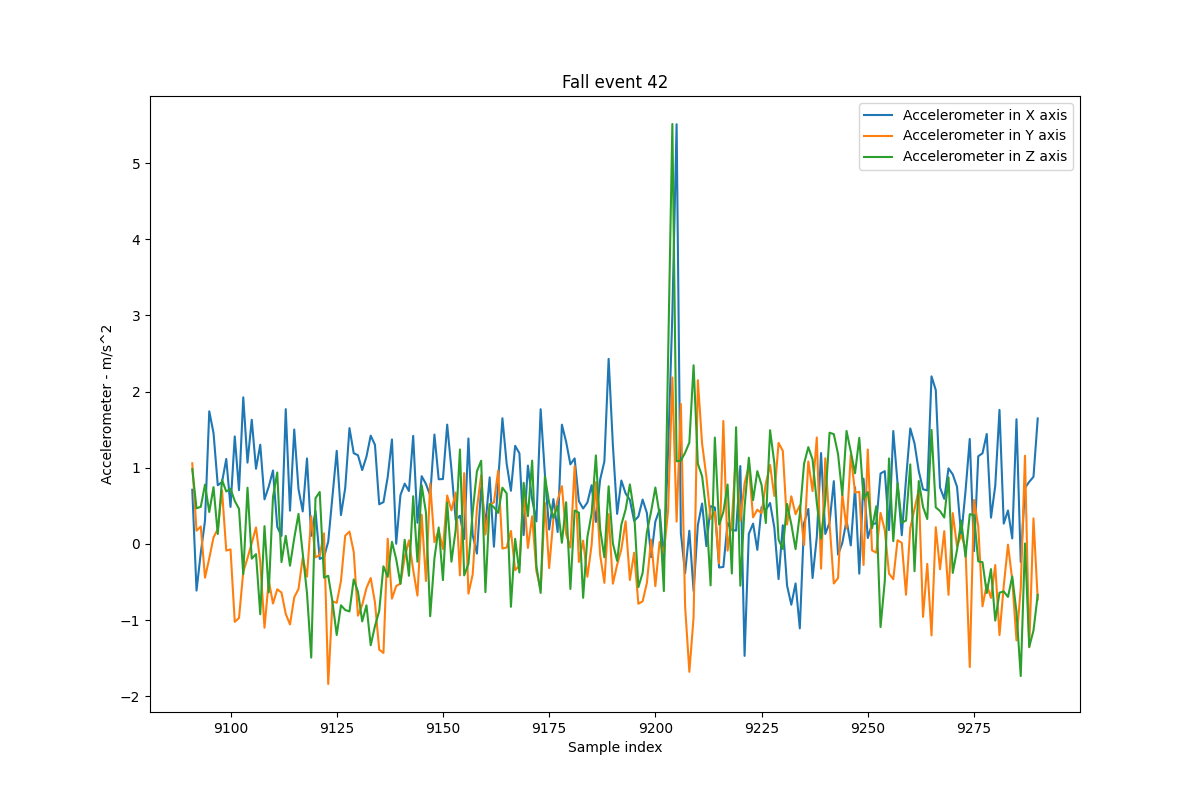 Fall event 42
Accelerometer in X axis
Accelerometer in Y axis
Accelerometer in Z axis
Accelerometer - m/s^2
5
4
3
2
1
0
−1
−2
9100 9125 9150 9175 9200 9225 9250 9275
Sample index